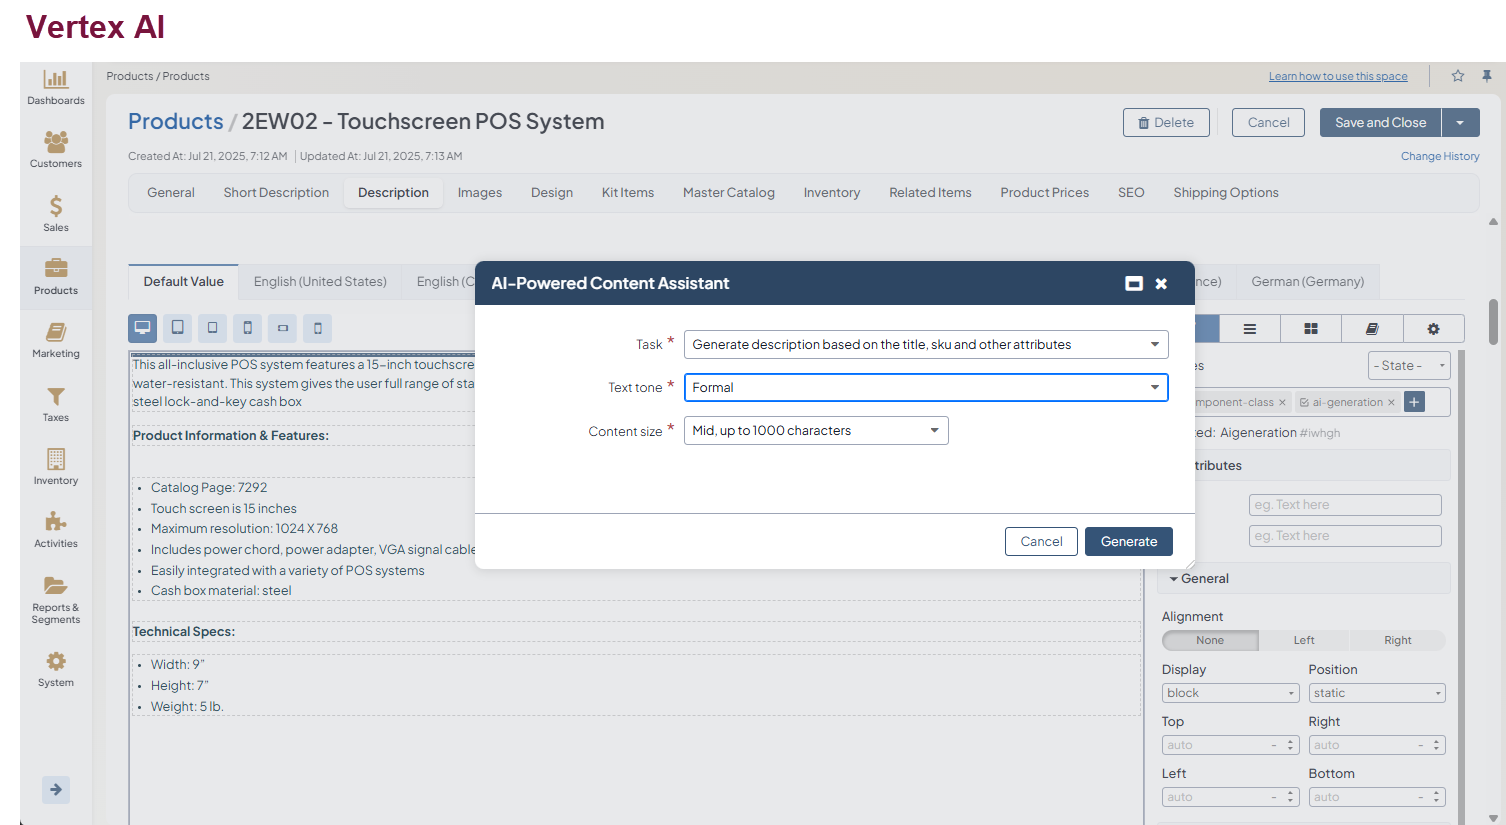 Vertex AI
Products / Products
Learn how to use this space
Dashboards
Customers
Sales
Products
Marketing
Taxes
Inventory
Activities
Reports &
Segments
System
Products / 2EW02 - Touchscreen POS System
Delete
Cancel
Save and Close
Created At: Jul 21, 2025, 7:12 AM | Updated At: Jul 21, 2025, 7:13 AM
Change History
General Short Description Description Images Design Kit Items Master Catalog Inventory Related Items Product Prices SEO Shipping Options
Default Value English (United States) English (C nce) German (Germany)
AI-Powered Content Assistant
Task * Generate description based on the title, sku and other attributes
Text tone * Formal
Content size * Mid, up to 1000 characters
Cancel Generate
This all-inclusive POS system features a 15-inch touchscre
water-resistant. This system gives the user full range of sta
steel lock-and-key cash box
Product Information & Features:
• Catalog Page: 7292
• Touch screen is 15 inches
• Maximum resolution: 1024 X 768
• Includes power chord, power adapter, VGA signal cable
• Easily integrated with a variety of POS systems
• Cash box material: steel
Technical Specs:
• Width: 9"
• Height: 7"
• Weight: 5 lb.
es - State -
mponent-class × ai-generation × +
ed: Aigeneration #iwhgh
tributes
eg. Text here
eg. Text here
General
Alignment
None Left Right
Display Position
block static
Top Right
auto - auto -
Left Bottom
auto - auto -